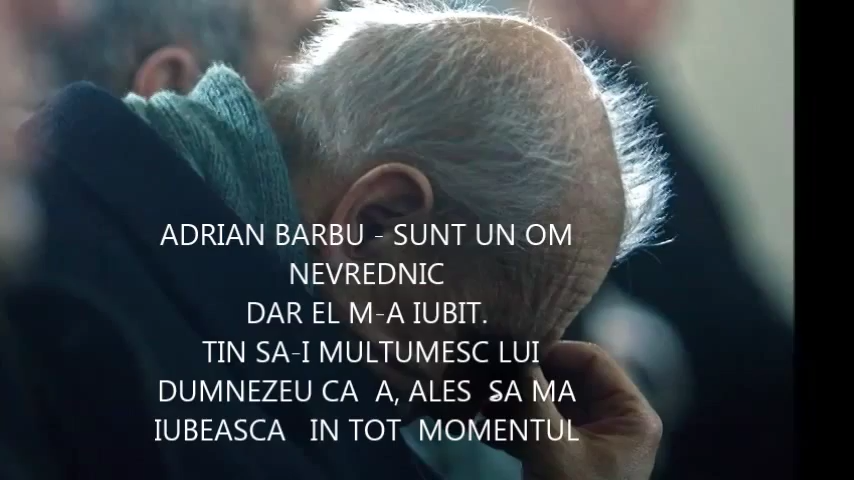 ADRIAN BARBU - SUNT UN OM
NEVREDNIC
DAR EL M-A IUBIT.
TIN SA-I MULTUMESC LUI
DUMNEZEU CA A, ALES SA MA
IUBEASCA IN TOT MOMENTUL